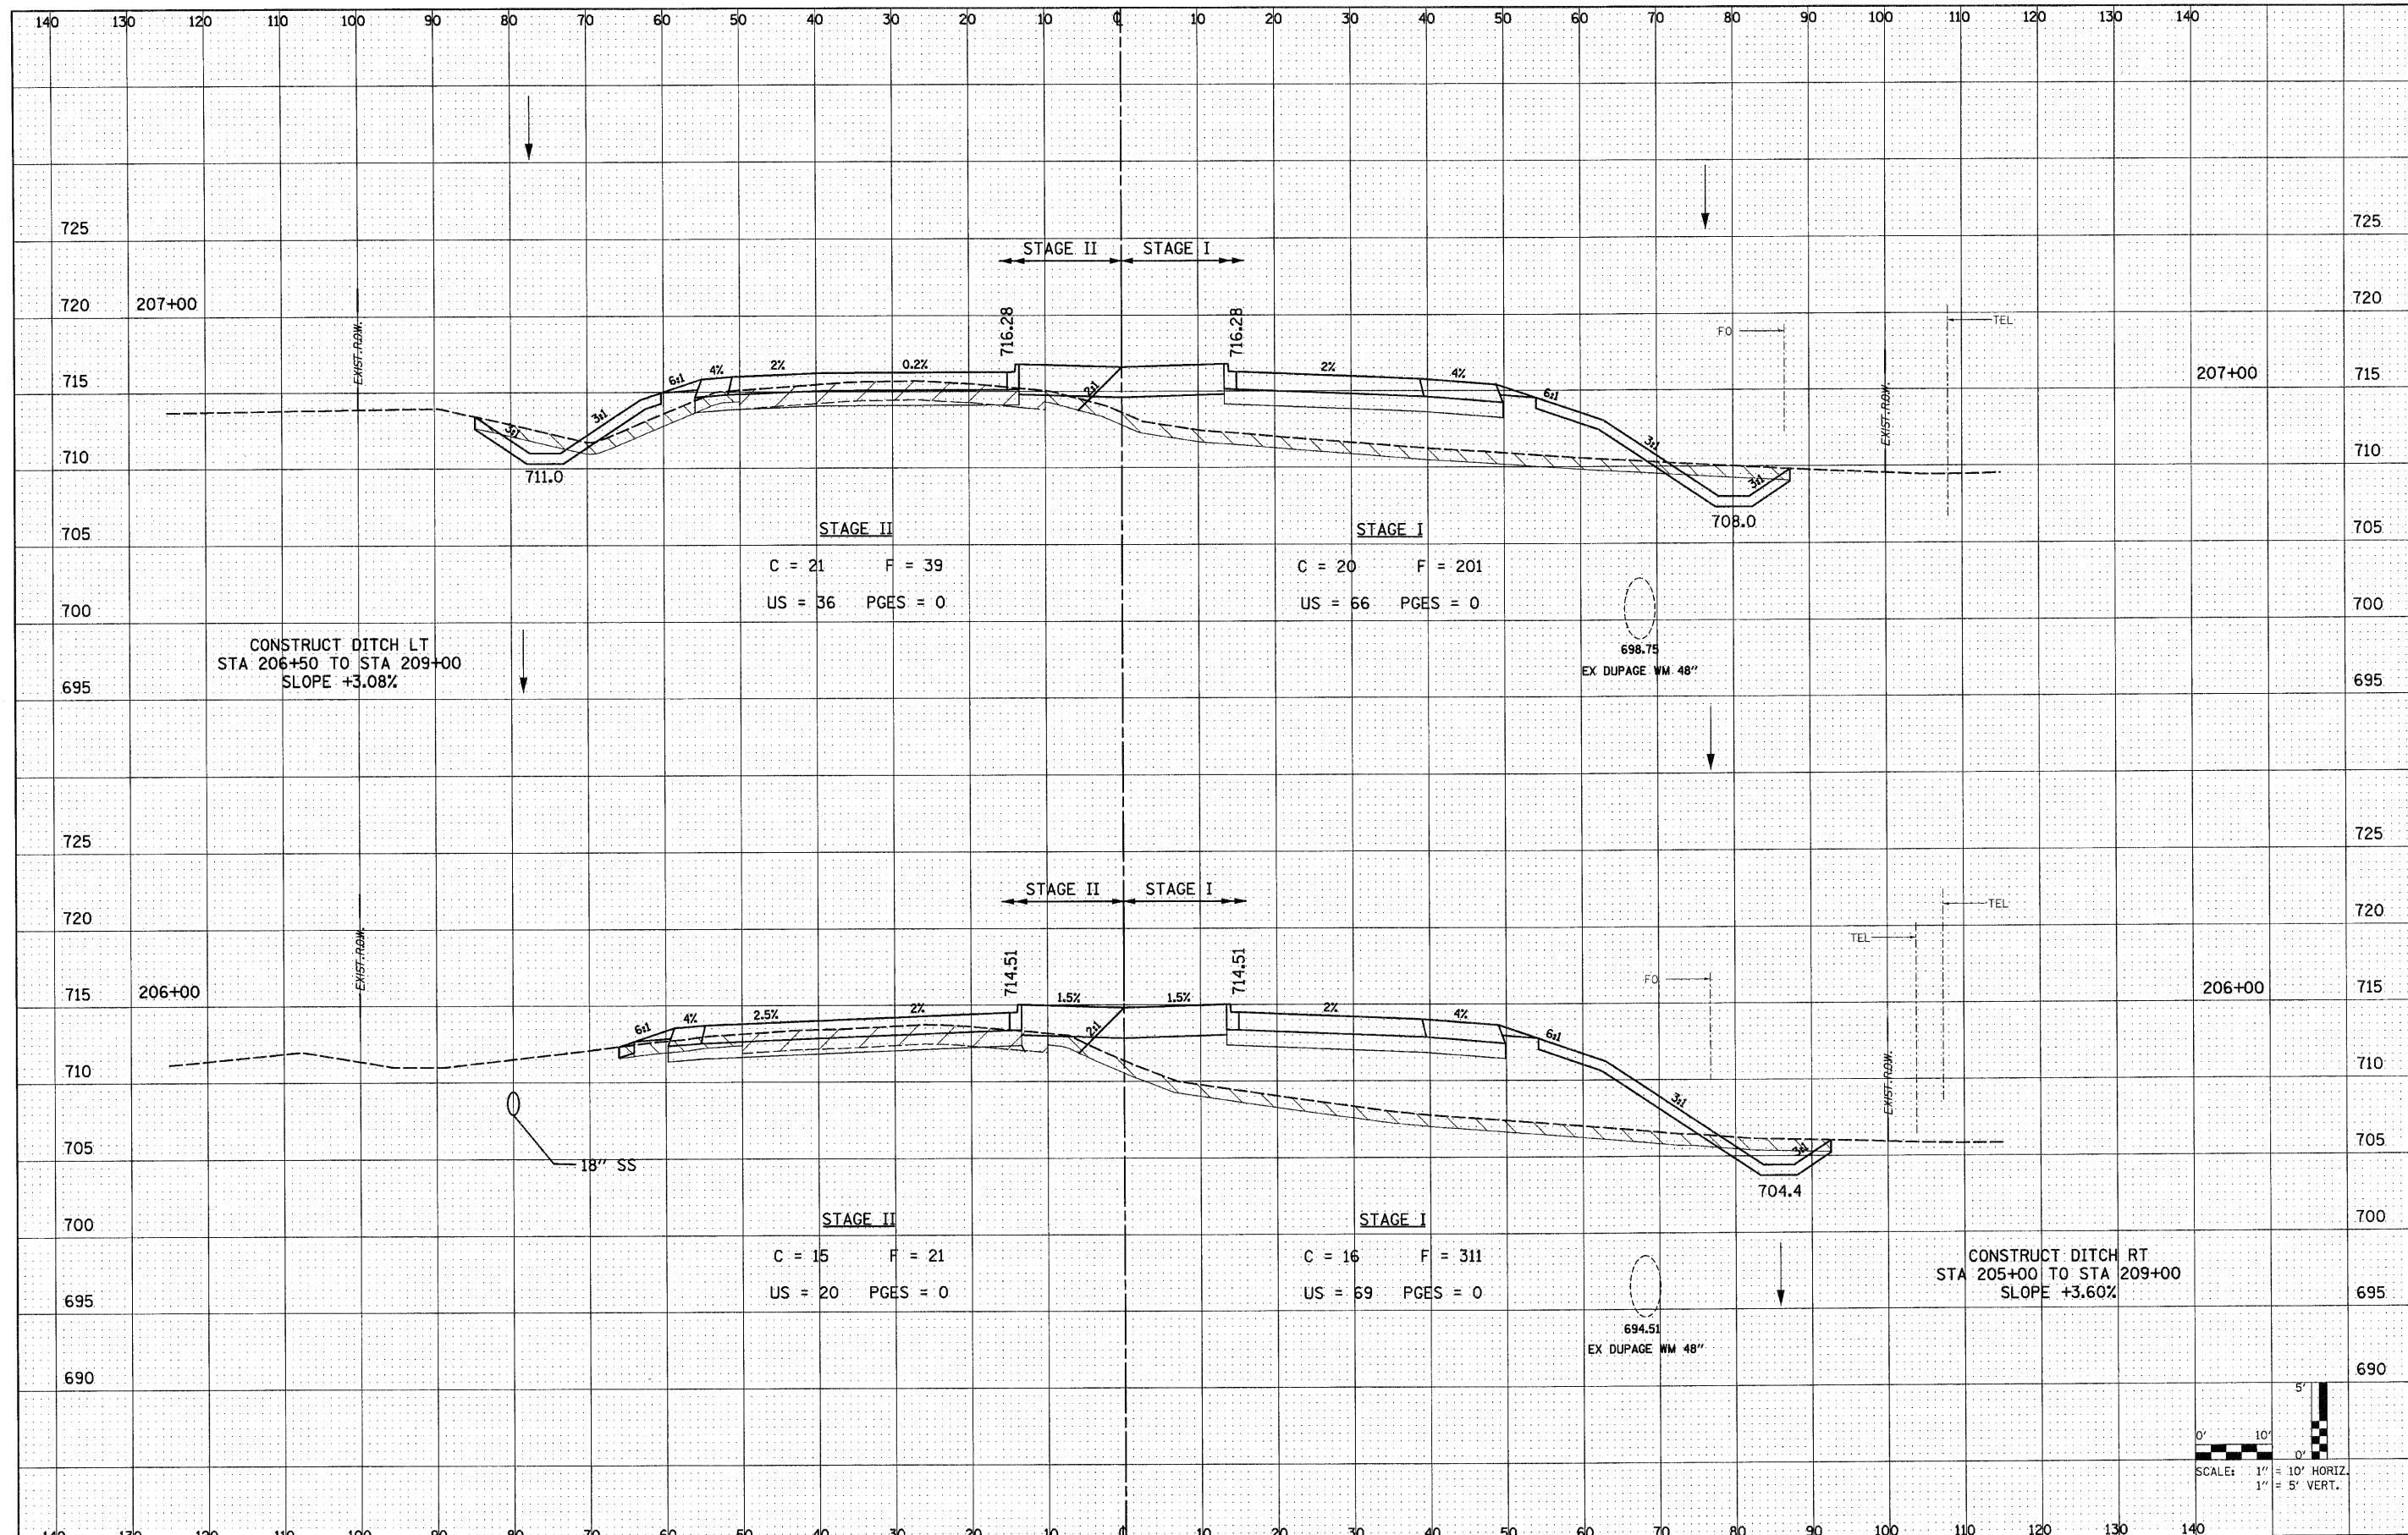 140 130 120 110 100 90 80 70 60 50 40 30 20 10 ℄ 10 20 30 40 50 60 70 80 90 100 110 120 130 140
725 725
STAGE II STAGE I
720 207+00 720
EXIST. R.O.W. 716.28 716.28 FO TEL
6:1 4% 2% 0.2% 2% 4%
715 2:1 6:1 EXIST. R.O.W. 207+00 715
3:1 3:1 3:1 3:1
710 710
711.0 708.0
705 STAGE II STAGE I 705
C = 21 F = 39 C = 20 F = 201
700 US = 36 PGES = 0 US = 66 PGES = 0 700
698.75
EX DUPAGE WM 48"
CONSTRUCT DITCH LT
STA 206+50 TO STA 209+00
SLOPE +3.08%
695 695
725 725
STAGE II STAGE I
720 720
EXIST. R.O.W. 714.51 714.51 FO TEL TEL
715 206+00 206+00 715
6:1 4% 2.5% 2% 1.5% 1.5% 2% 4%
2:1 6:1 EXIST. R.O.W.
710 710
3:1 3:1
705 705
18" SS
704.4
700 STAGE II STAGE I 700
C = 15 F = 21 C = 16 F = 311
695 US = 20 PGES = 0 US = 69 PGES = 0 695
694.51
EX DUPAGE WM 48"
CONSTRUCT DITCH RT
STA 205+00 TO STA 209+00
SLOPE +3.60%
690 690
5'
0' 10' 0'
SCALE: 1" = 10' HORIZ.
1" = 5' VERT.
140 130 120 110 100 90 80 70 60 50 40 30 20 10 ℄ 10 20 30 40 50 60 70 80 90 100 110 120 130 140